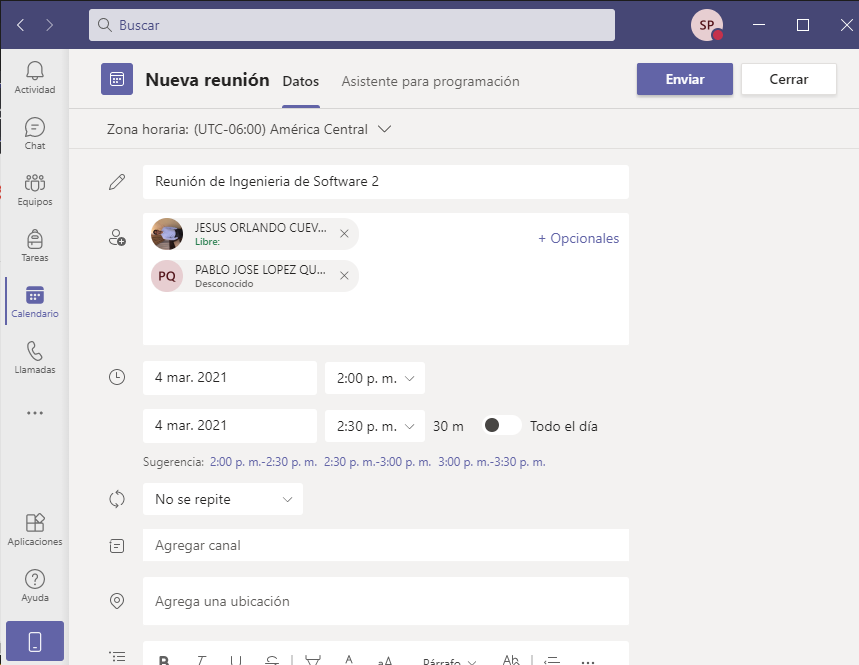 Buscar
SP
Actividad
Chat
Equipos
Tareas
Calendario
Llamadas
Aplicaciones
Ayuda
Nueva reunión
Datos
Asistente para programación
Enviar
Cerrar
Zona horaria: (UTC-06:00) América Central
Reunión de Ingenieria de Software 2
JESUS ORLANDO CUEV...
Libre:
+ Opcionales
PQ
PABLO JOSE LOPEZ QU...
Desconocido
4 mar. 2021 2:00 p. m.
4 mar. 2021 2:30 p. m. 30 m Todo el día
Sugerencia: 2:00 p. m.-2:30 p. m. 2:30 p. m.-3:00 p. m. 3:00 p. m.-3:30 p. m.
No se repite
Agregar canal
Agrega una ubicación
B I U S A aA Párrafo Ab ...